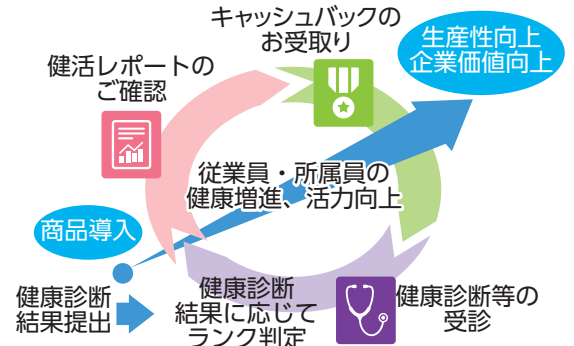 キャッシュバックの
お受取り
生産性向上
企業価値向上
健活レポートの
ご確認
従業員・所属員の
健康増進、活力向上
商品導入
健康診断
結果提出
健康診断
結果に応じて
ランク判定
健康診断等の
受診